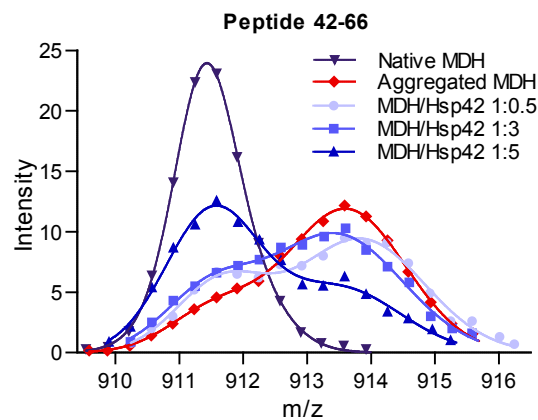 Peptide 42-66
Native MDH
Aggregated MDH
MDH/Hsp42 1:0.5
MDH/Hsp42 1:3
MDH/Hsp42 1:5
Intensity
25
20
15
10
5
0
910 911 912 913 914 915 916
m/z